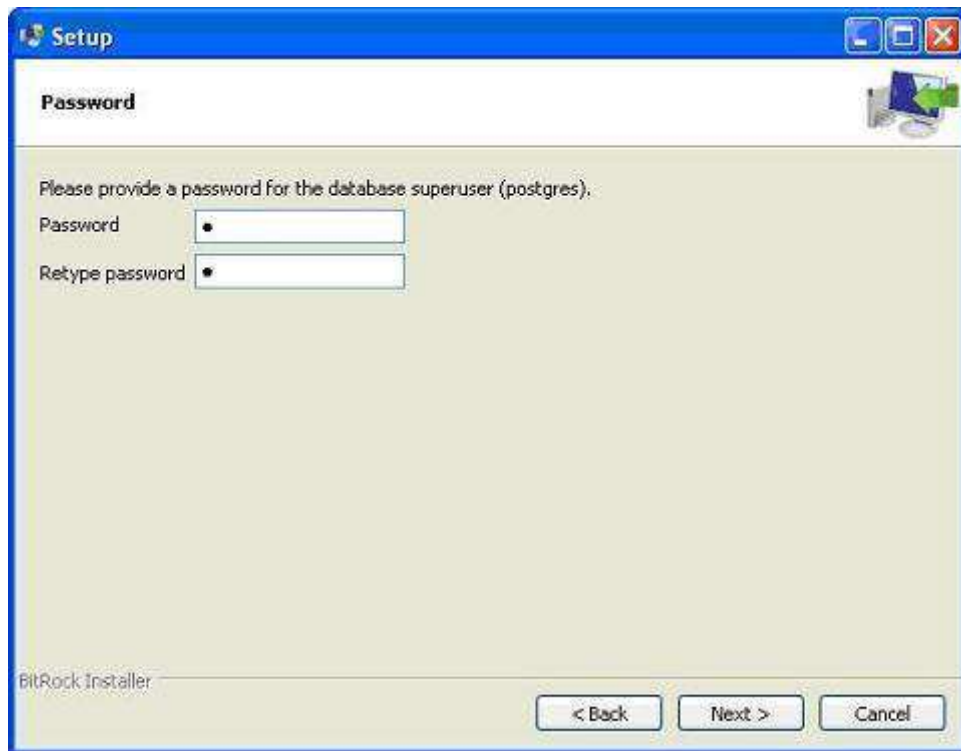 Setup
Password
Please provide a password for the database superuser (postgres).
Password
Retype password
BitRock Installer
< Back Next > Cancel